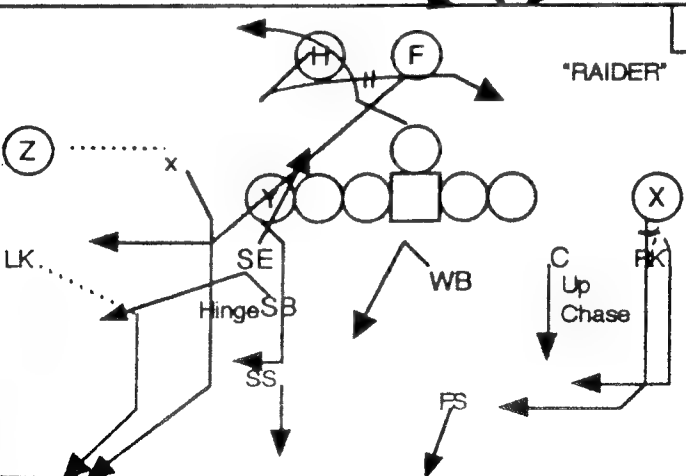 H F
"RAIDER"
Z
x
Y X
LK SE C RK
WB Up
Hinge SB Chase
SS
FS